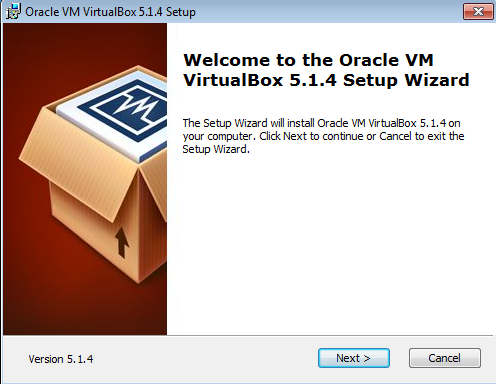 Oracle VM VirtualBox 5.1.4 Setup
Welcome to the Oracle VM
VirtualBox 5.1.4 Setup Wizard
The Setup Wizard will install Oracle VM VirtualBox 5.1.4 on
your computer. Click Next to continue or Cancel to exit the
Setup Wizard.
Version 5.1.4
Next >
Cancel